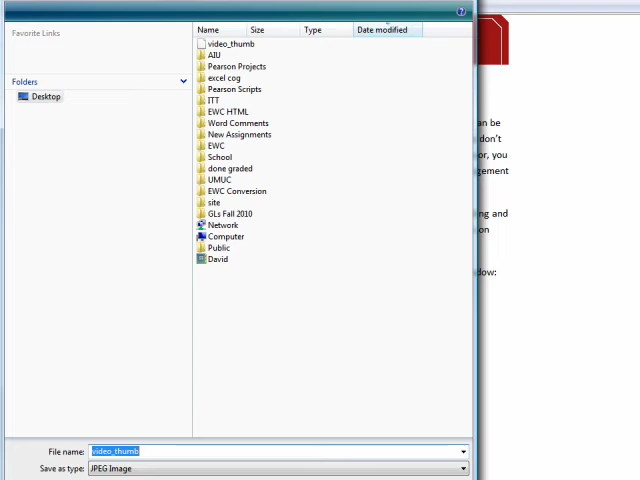 Name Size Type Date modified
Favorite Links
Folders
Desktop
video_thumb
AIU
Pearson Projects
excel cog
Pearson Scripts
ITT
EWC HTML
Word Comments
New Assignments
EWC
School
done graded
UMUC
EWC Conversion
site
GLs Fall 2010
Network
Computer
Public
David
File name: video_thumb
Save as type: JPEG Image
an be
don't
or, you
gement
ng and
on
dow: